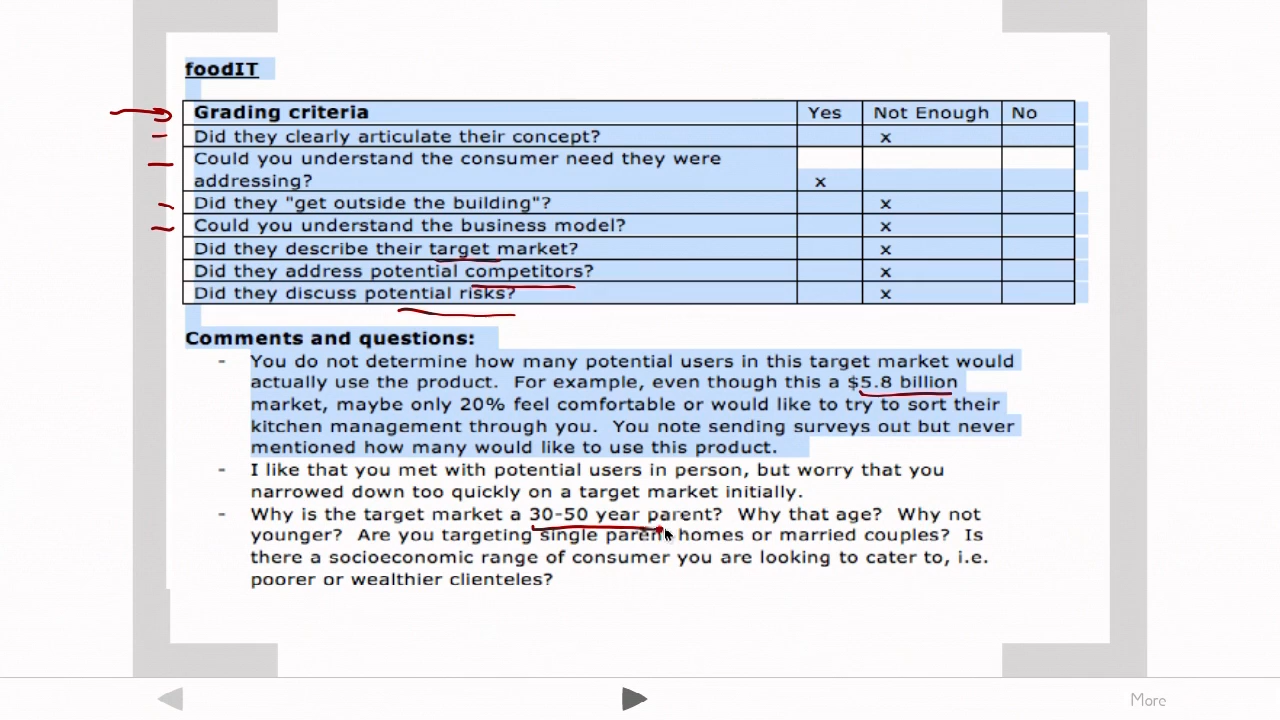 foodIT
Grading criteria Yes Not Enough No
Did they clearly articulate their concept? x
Could you understand the consumer need they were
addressing? x
Did they "get outside the building"? x
Could you understand the business model? x
Did they describe their target market? x
Did they address potential competitors? x
Did they discuss potential risks? x
Comments and questions:
- You do not determine how many potential users in this target market would
actually use the product. For example, even though this a $5.8 billion
market, maybe only 20% feel comfortable or would like to try to sort their
kitchen management through you. You note sending surveys out but never
mentioned how many would like to use this product.
- I like that you met with potential users in person, but worry that you
narrowed down too quickly on a target market initially.
- Why is the target market a 30-50 year parent? Why that age? Why not
younger? Are you targeting single parent homes or married couples? Is
there a socioeconomic range of consumer you are looking to cater to, i.e.
poorer or wealthier clienteles?
More